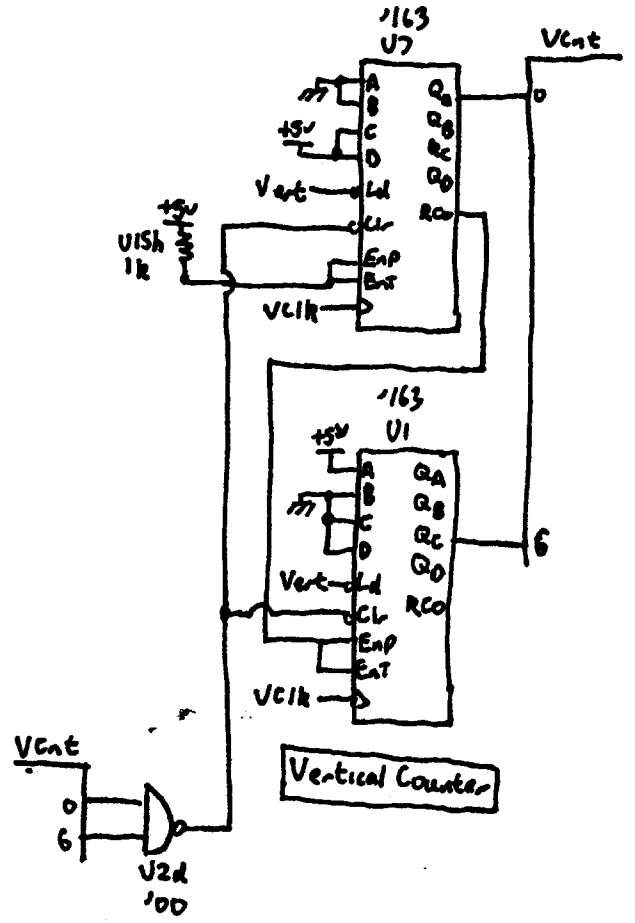 '163
U7
VCnt
A
B
+5v
C
D
Vert
Ld
Clr
+5v
U15h
1k
EnP
EnT
VClk
QA
QB
QC
QD
RCO
0
'163
U1
+5V
A
B
C
D
Vert
Ld
Clr
EnP
EnT
VClk
QA
QB
QC
QD
RCO
6
VCnt
0
6
U2d
'00
Vertical Counter